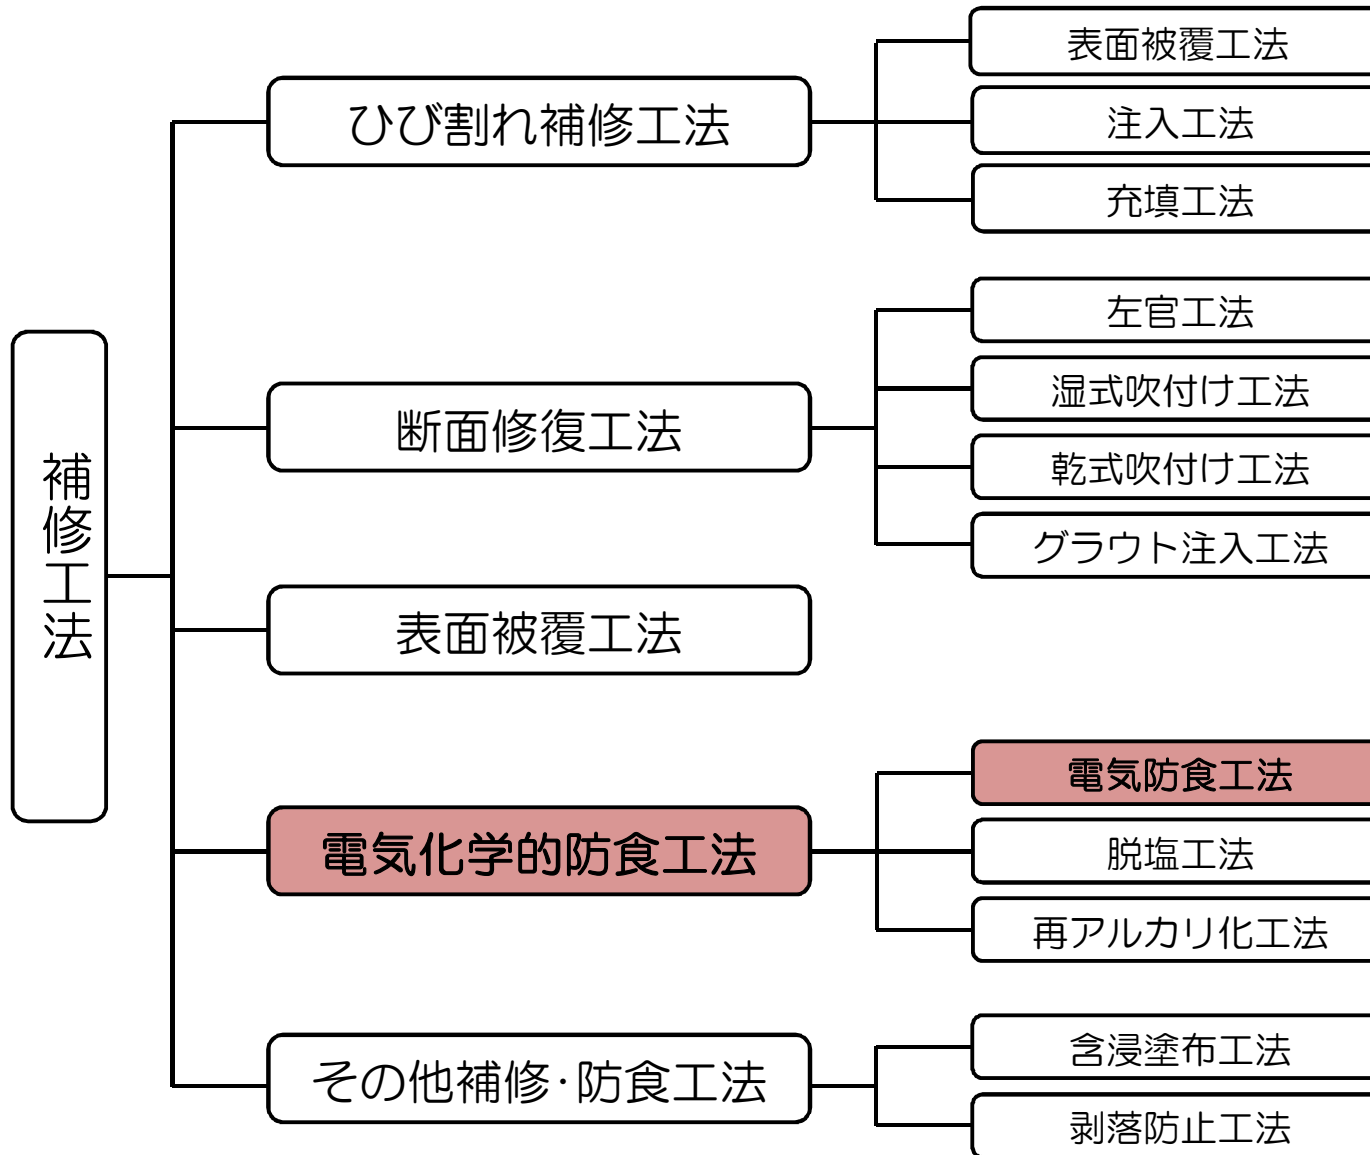 補修工法
ひび割れ補修工法
表面被覆工法
注入工法
充填工法
断面修復工法
左官工法
湿式吹付け工法
乾式吹付け工法
グラウト注入工法
表面被覆工法
電気化学的防食工法
電気防食工法
脱塩工法
再アルカリ化工法
その他補修・防食工法
含浸塗布工法
剥落防止工法